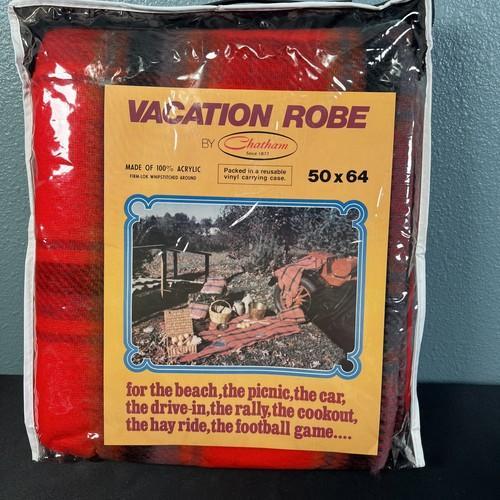 VACATION ROBE
BY Chatham
Since 1877
MADE OF 100% ACRYLIC
FIRM-LOK WHIPSTITCHED AROUND
Packed in a reusable
vinyl carrying case.
50 x 64
for the beach, the picnic, the car,
the drive-in, the rally, the cookout,
the hay ride, the football game....